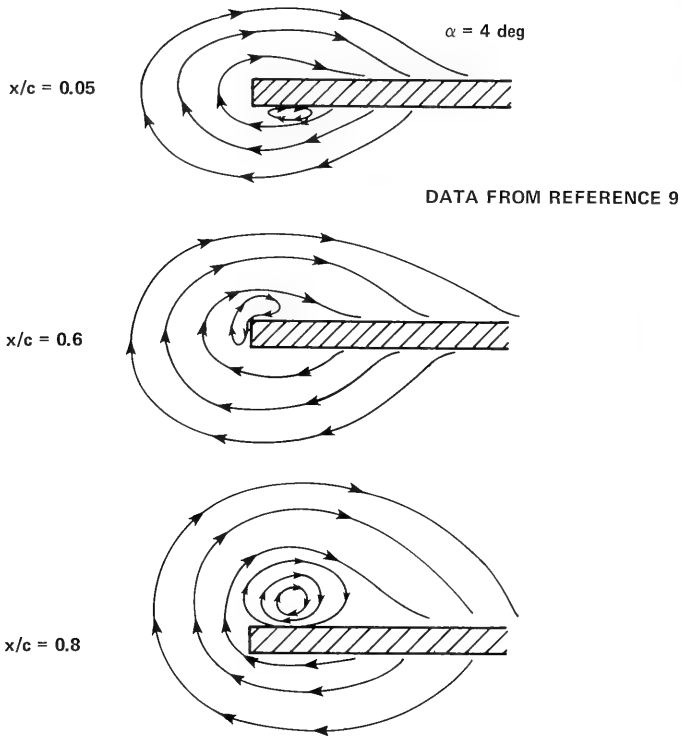 α = 4 deg
x/c = 0.05
DATA FROM REFERENCE 9
x/c = 0.6
x/c = 0.8